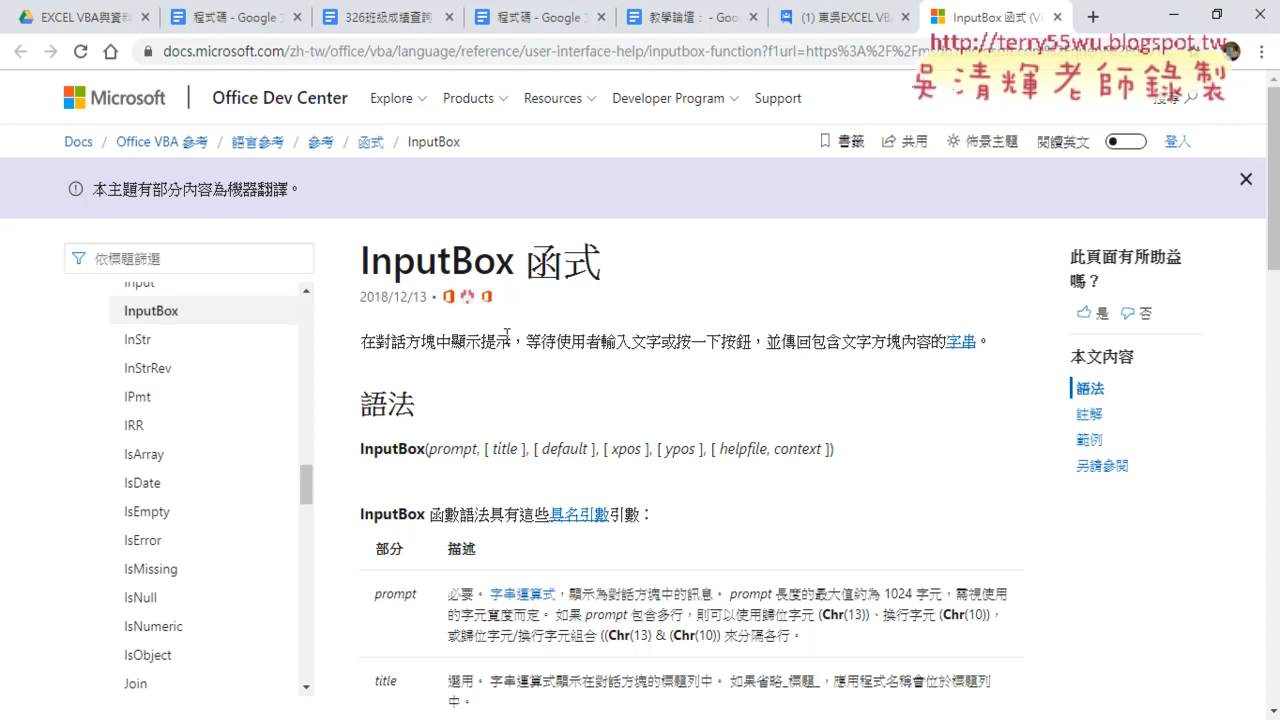 EXCEL VBA與資料
程式碼 - Google
326班級成績查詢
程式碼 - Google
教學論壇： - Goo
(1) 東吳EXCEL VB
InputBox 函式 (V
docs.microsoft.com/zh-tw/office/vba/language/reference/user-interface-help/inputbox-function?f1url=https%3A%2F%2Fm
http://terry55wu.blogspot.tw
吳清輝老師錄製
Microsoft
Office Dev Center
Explore
Products
Resources
Developer Program
Support
搜尋
Docs / Office VBA 參考 / 語言參考 / 參考 / 函式 / InputBox
書籤
共用
佈景主題
閱讀英文
登入
本主題有部分內容為機器翻譯。
依標題篩選
Input
InputBox
InStr
InStrRev
IPmt
IRR
IsArray
IsDate
IsEmpty
IsError
IsMissing
IsNull
IsNumeric
IsObject
Join
InputBox 函式
2018/12/13 •
在對話方塊中顯示提示，等待使用者輸入文字或按一下按鈕，並傳回包含文字方塊內容的字串。
語法
InputBox(prompt, [ title ], [ default ], [ xpos ], [ ypos ], [ helpfile, context ])
InputBox 函數語法具有這些具名引數引數：
部分 描述
prompt 必要。 字串運算式，顯示為對話方塊中的訊息。 prompt 長度的最大值約為 1024 字元，需視使用
的字元寬度而定。 如果 prompt 包含多行，則可以使用歸位字元 (Chr(13))、換行字元 (Chr(10))，
或歸位字元/換行字元組合 ((Chr(13) & (Chr(10)) 來分隔各行。
title 選用。 字串運算式顯示在對話方塊的標題列中。 如果省略_標題_，應用程式名稱會位於標題列
中。
此頁面有所助益
嗎？
是 否
本文內容
語法
註解
範例
另請參閱